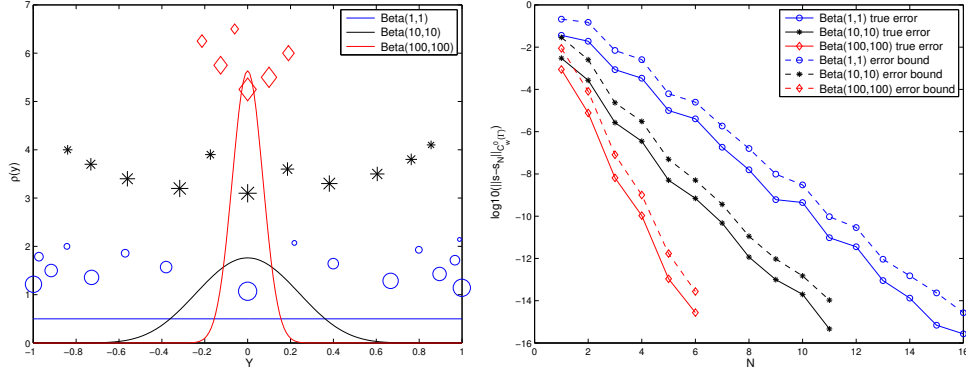 7
6
5
4
3
2
1
0
ρ(y)
-1
-0.8
-0.6
-0.4
-0.2
0
0.2
0.4
0.6
0.8
1
Y
Beta(1,1)
Beta(10,10)
Beta(100,100)
0
-2
-4
-6
-8
-10
-12
-14
-16
log10(||s-s_N||_{C^0_w(Γ)})
0
2
4
6
8
10
12
14
16
N
Beta(1,1) true error
Beta(10,10) true error
Beta(100,100) true error
Beta(1,1) error bound
Beta(10,10) error bound
Beta(100,100) error bound